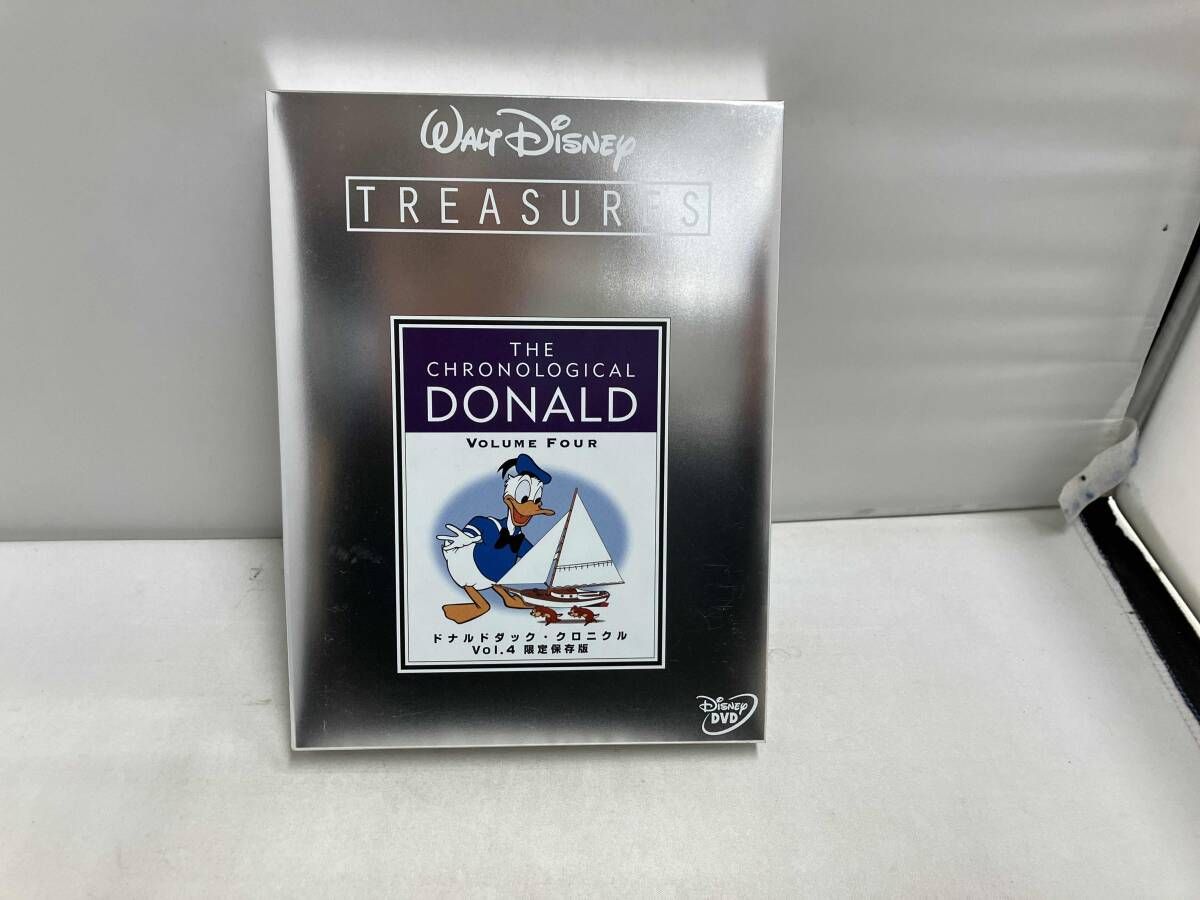 WALT DISNEY
TREASURES
THE
CHRONOLOGICAL
DONALD
VOLUME FOUR
ドナルドダック・クロニクル
Vol.4 限定保存版
DISNEY
DVD